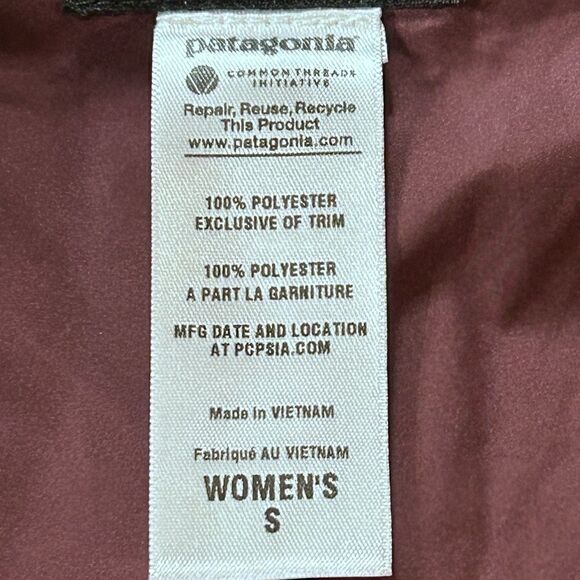 patagonia
COMMON THREADS
INITIATIVE
Repair, Reuse, Recycle
This Product
www.patagonia.com
100% POLYESTER
EXCLUSIVE OF TRIM
100% POLYESTER
A PART LA GARNITURE
MFG DATE AND LOCATION
AT PCPSIA.COM
Made in VIETNAM
Fabriqué AU VIETNAM
WOMEN'S
S